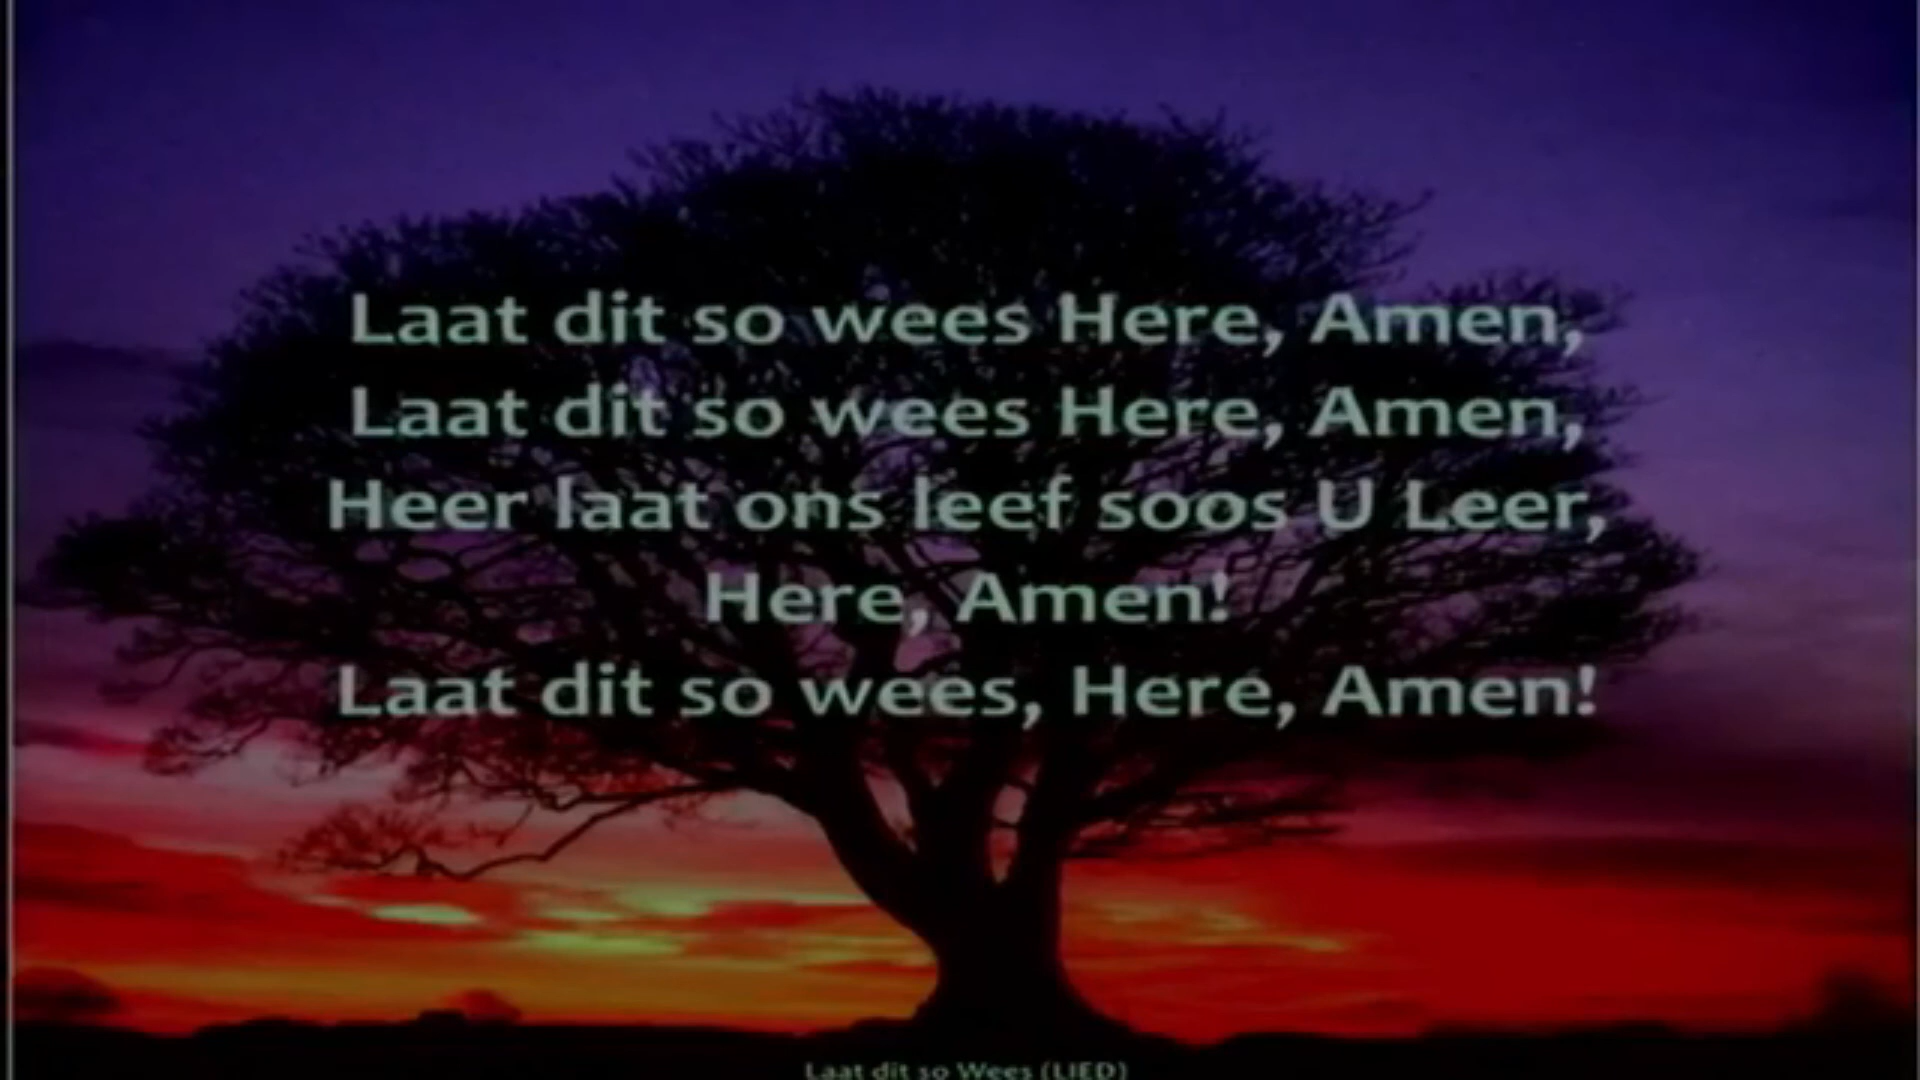 Laat dit so wees Here, Amen,
Laat dit so wees Here, Amen,
Heer laat ons leef soos U Leer,
Here, Amen!
Laat dit so wees, Here, Amen!
Laat dit so Wees (LIED)